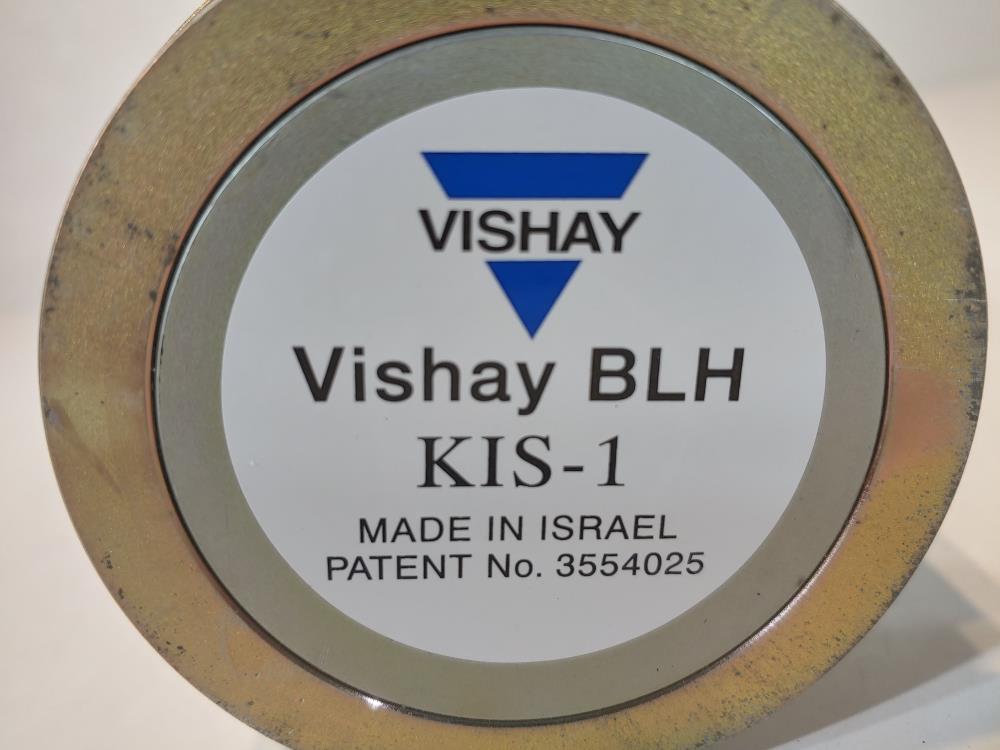 VISHAY
Vishay BLH
KIS-1
MADE IN ISRAEL
PATENT No. 3554025